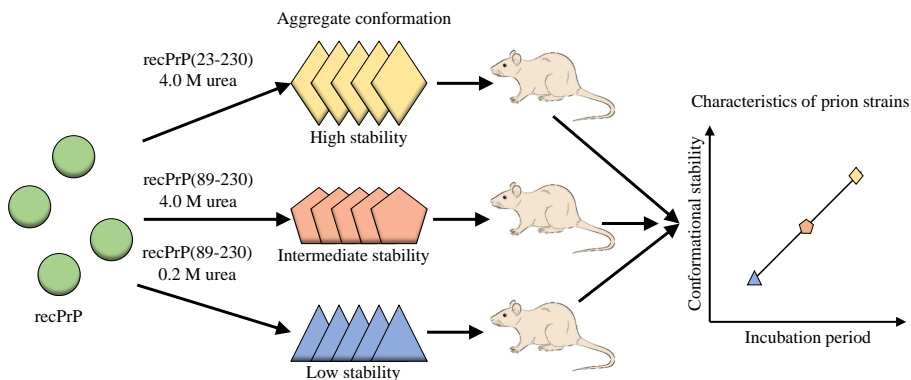 Aggregate conformation
recPrP(23-230)
4.0 M urea
High stability
recPrP(89-230)
4.0 M urea
Intermediate stability
recPrP(89-230)
0.2 M urea
Low stability
recPrP
Characteristics of prion strains
Conformational stability
Incubation period